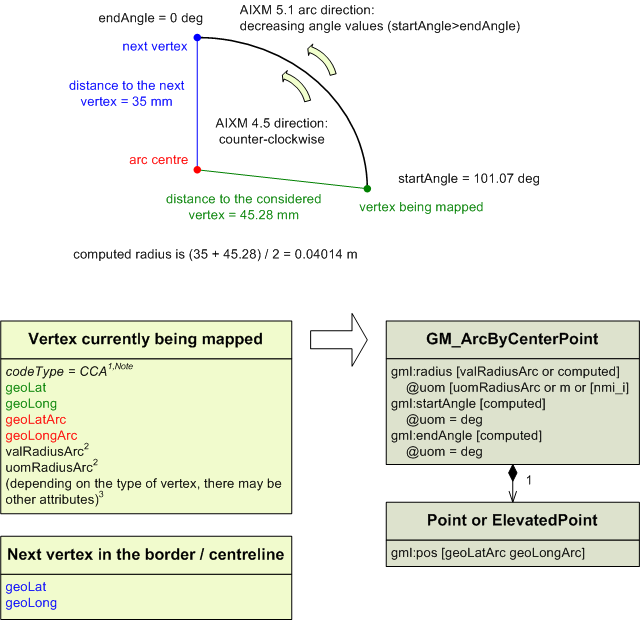 endAngle = 0 deg
AIXM 5.1 arc direction:
decreasing angle values (startAngle>endAngle)
next vertex
distance to the next
vertex = 35 mm
AIXM 4.5 direction:
counter-clockwise
arc centre
startAngle = 101.07 deg
distance to the considered
vertex = 45.28 mm
vertex being mapped
computed radius is (35 + 45.28) / 2 = 0.04014 m
Vertex currently being mapped
codeType = CCA1,Note
geoLat
geoLong
geoLatArc
geoLongArc
valRadiusArc2
uomRadiusArc2
(depending on the type of vertex, there may be
other attributes)3
GM_ArcByCenterPoint
gml:radius [valRadiusArc or computed]
@uom [uomRadiusArc or m or [nmi_i]
gml:startAngle [computed]
@uom = deg
gml:endAngle [computed]
@uom = deg
1
Point or ElevatedPoint
gml:pos [geoLatArc geoLongArc]
Next vertex in the border / centreline
geoLat
geoLong